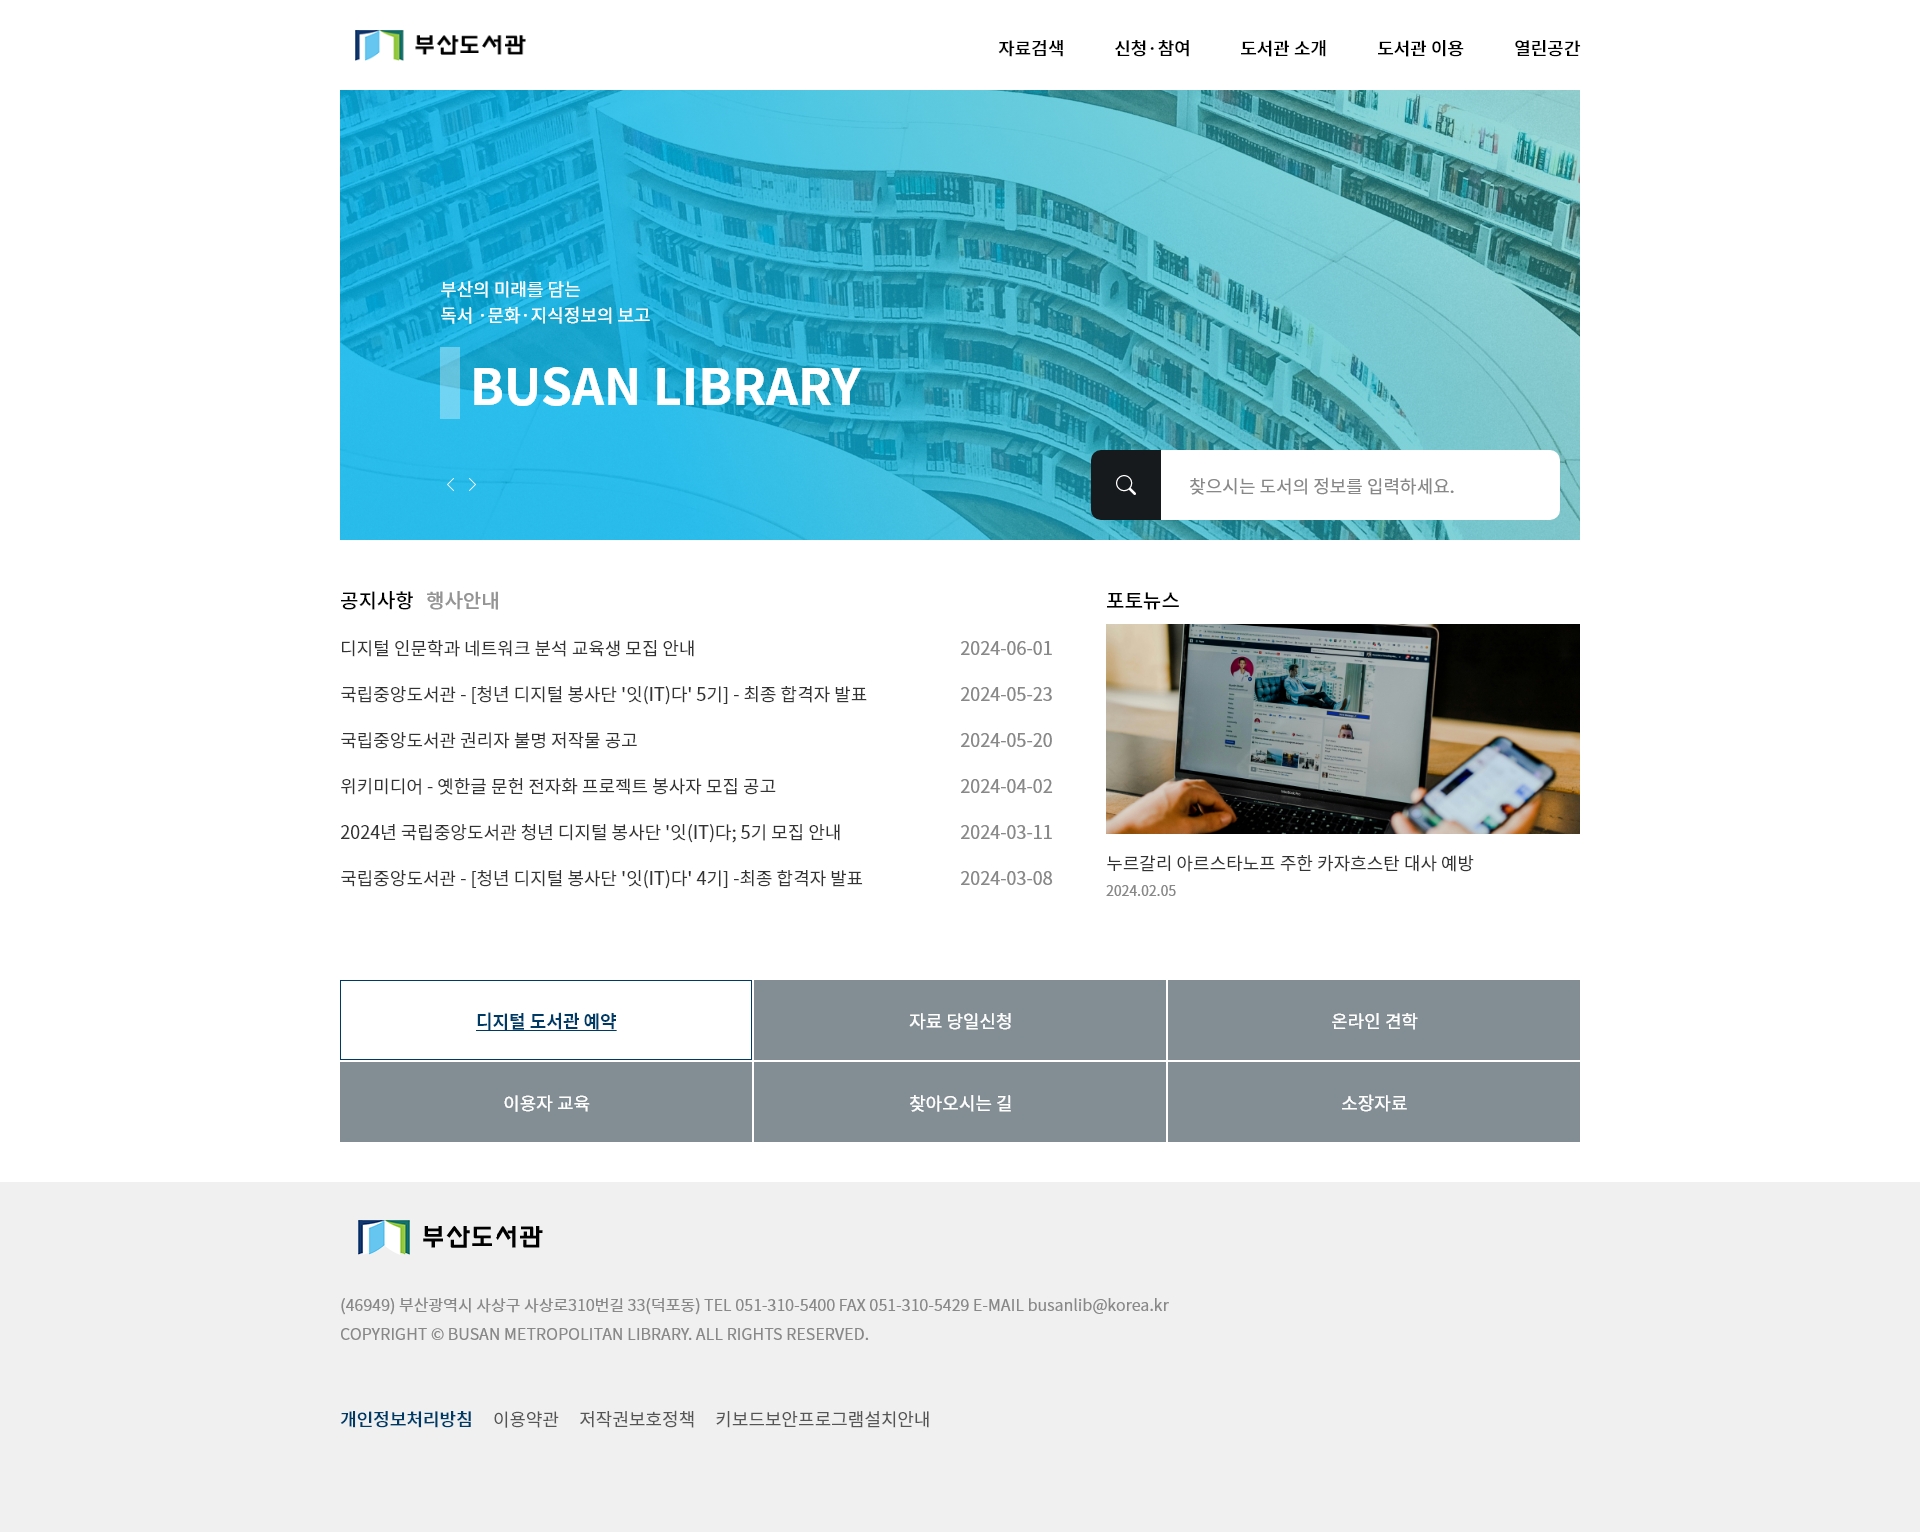 부산도서관
자료검색 신청·참여 도서관 소개 도서관 이용 열린공간
부산의 미래를 담는
독서 ·문화·지식정보의 보고
BUSAN LIBRARY
찾으시는 도서의 정보를 입력하세요.
공지사항 행사안내
디지털 인문학과 네트워크 분석 교육생 모집 안내 2024-06-01
국립중앙도서관 - [청년 디지털 봉사단 '잇(IT)다' 5기] - 최종 합격자 발표 2024-05-23
국립중앙도서관 권리자 불명 저작물 공고 2024-05-20
위키미디어 - 옛한글 문헌 전자화 프로젝트 봉사자 모집 공고 2024-04-02
2024년 국립중앙도서관 청년 디지털 봉사단 '잇(IT)다; 5기 모집 안내 2024-03-11
국립중앙도서관 - [청년 디지털 봉사단 '잇(IT)다' 4기] -최종 합격자 발표 2024-03-08
포토뉴스
누르갈리 아르스타노프 주한 카자흐스탄 대사 예방
2024.02.05
디지털 도서관 예약 자료 당일신청 온라인 견학
이용자 교육 찾아오시는 길 소장자료
부산도서관
(46949) 부산광역시 사상구 사상로310번길 33(덕포동) TEL 051-310-5400 FAX 051-310-5429 E-MAIL busanlib@korea.kr
COPYRIGHT © BUSAN METROPOLITAN LIBRARY. ALL RIGHTS RESERVED.
개인정보처리방침 이용약관 저작권보호정책 키보드보안프로그램설치안내